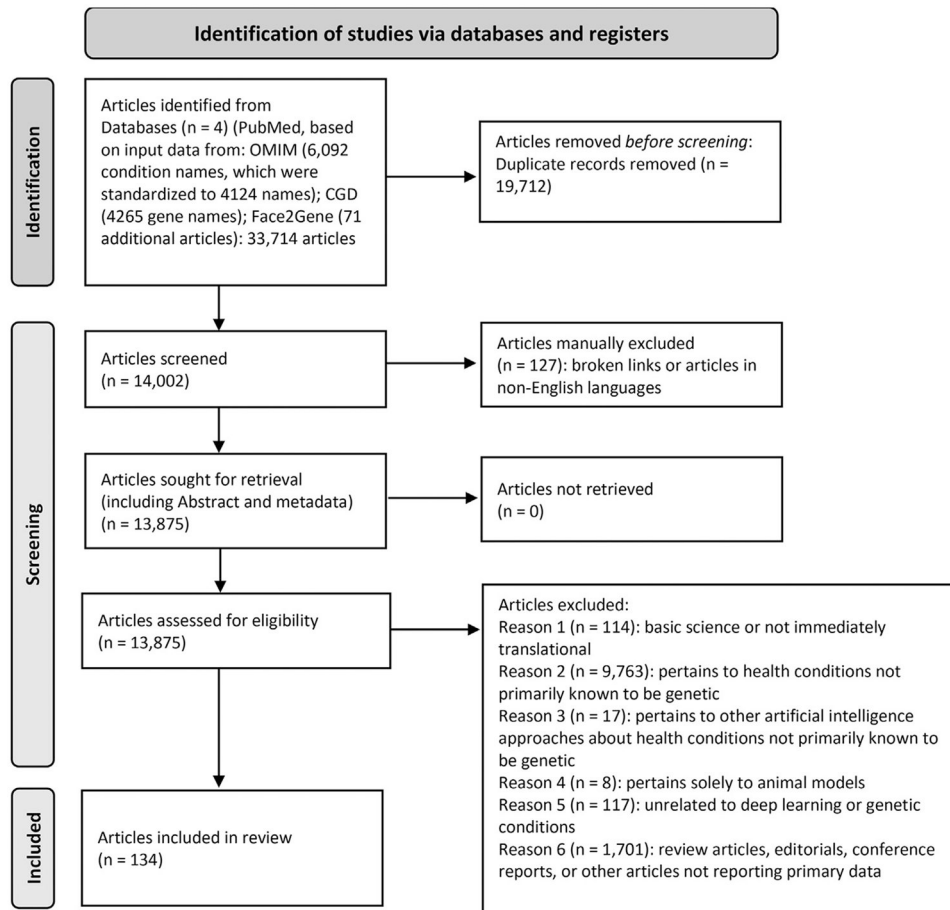 Identification of studies via databases and registers
Identification
Articles identified from
Databases (n = 4) (PubMed, based
on input data from: OMIM (6,092
condition names, which were
standardized to 4124 names); CGD
(4265 gene names); Face2Gene (71
additional articles): 33,714 articles
Articles removed before screening:
Duplicate records removed (n =
19,712)
Screening
Articles screened
(n = 14,002)
Articles manually excluded
(n = 127): broken links or articles in
non-English languages
Articles sought for retrieval
(including Abstract and metadata)
(n = 13,875)
Articles not retrieved
(n = 0)
Articles assessed for eligibility
(n = 13,875)
Articles excluded:
Reason 1 (n = 114): basic science or not immediately
translational
Reason 2 (n = 9,763): pertains to health conditions not
primarily known to be genetic
Reason 3 (n = 17): pertains to other artificial intelligence
approaches about health conditions not primarily known to
be genetic
Reason 4 (n = 8): pertains solely to animal models
Reason 5 (n = 117): unrelated to deep learning or genetic
conditions
Reason 6 (n = 1,701): review articles, editorials, conference
reports, or other articles not reporting primary data
Included
Articles included in review
(n = 134)